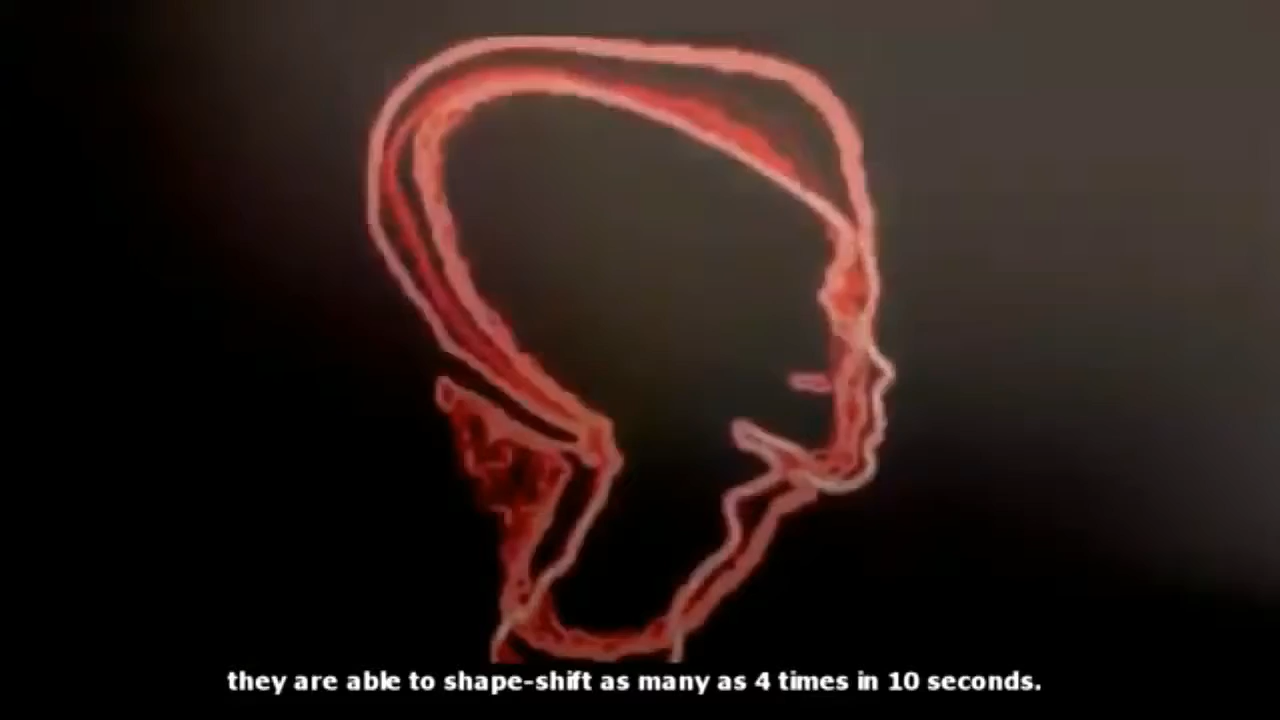 they are able to shape-shift as many as 4 times in 10 seconds.